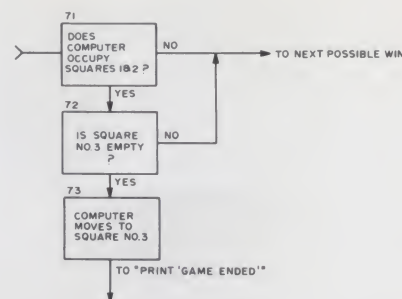 71
DOES
COMPUTER
OCCUPY
SQUARES 1&2 ?
NO
TO NEXT POSSIBLE WIN
YES
72
IS SQUARE
NO.3 EMPTY
?
NO
YES
73
COMPUTER
MOVES TO
SQUARE NO.3
TO "PRINT 'GAME ENDED'"